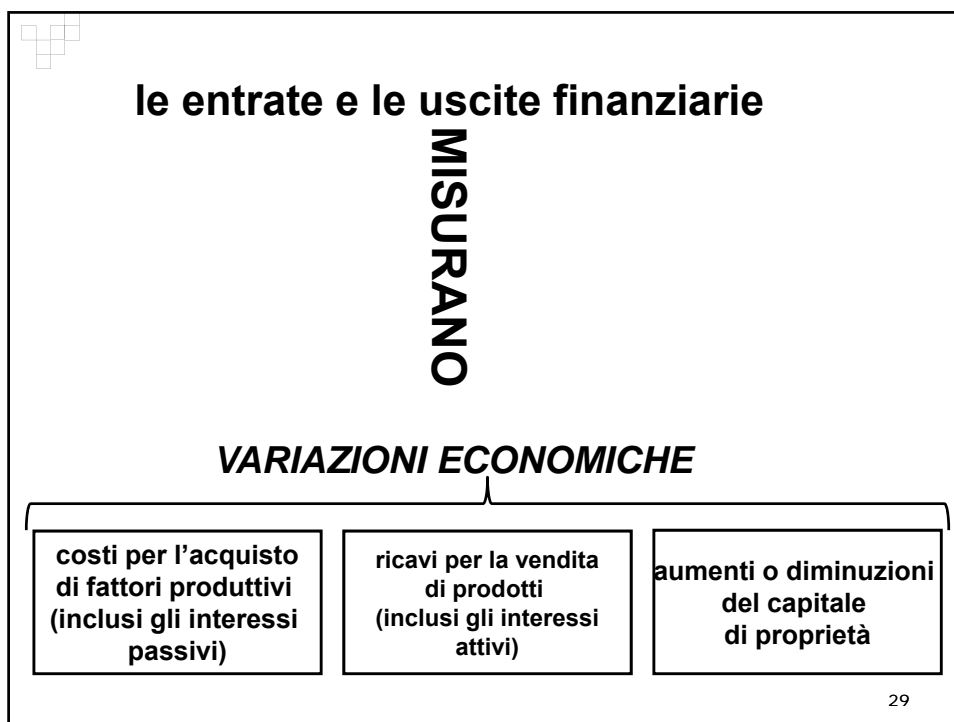 le entrate e le uscite finanziarie
MISURANO
VARIAZIONI ECONOMICHE
costi per l’acquisto
di fattori produttivi
(inclusi gli interessi
passivi)
ricavi per la vendita
di prodotti
(inclusi gli interessi
attivi)
aumenti o diminuzioni
del capitale
di proprietà
29